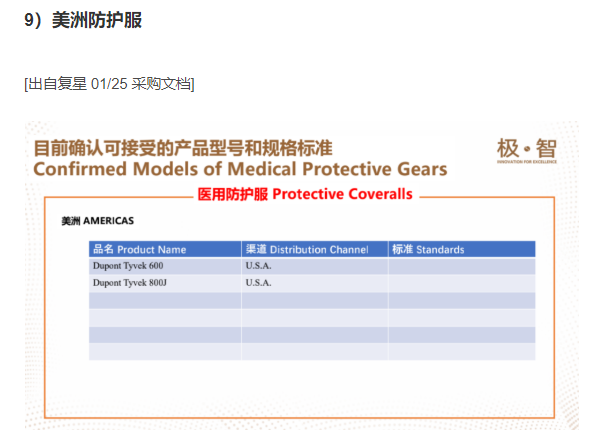 9）美洲防护服
[出自复星 01/25 采购文档]
目前确认可接受的产品型号和规格标准
极·智
Confirmed Models of Medical Protective Gears
INNOVATION FOR EXCELLENCE
医用防护服 Protective Coveralls
美洲 AMERICAS
品名 Product Name 渠道 Distribution Channel 标准 Standards
Dupont Tyvek 600 U.S.A.
Dupont Tyvek 800J U.S.A.